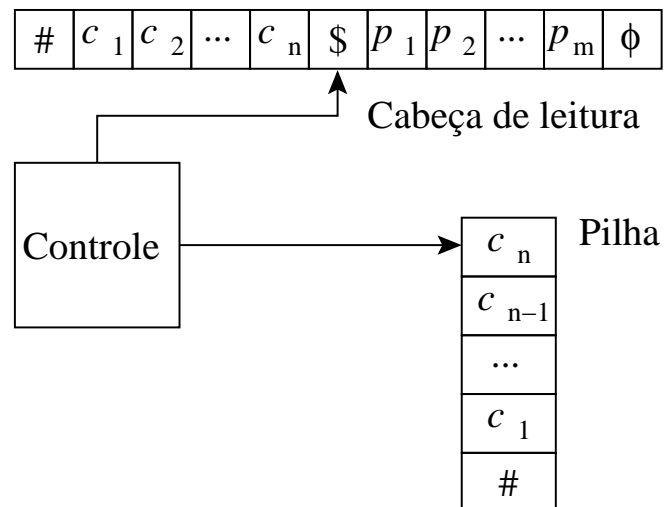 # c 1 c 2 ... c n $ p 1 p 2 ... p m ϕ
Cabeça de leitura
Controle
Pilha
c n
c n−1
...
c 1
#